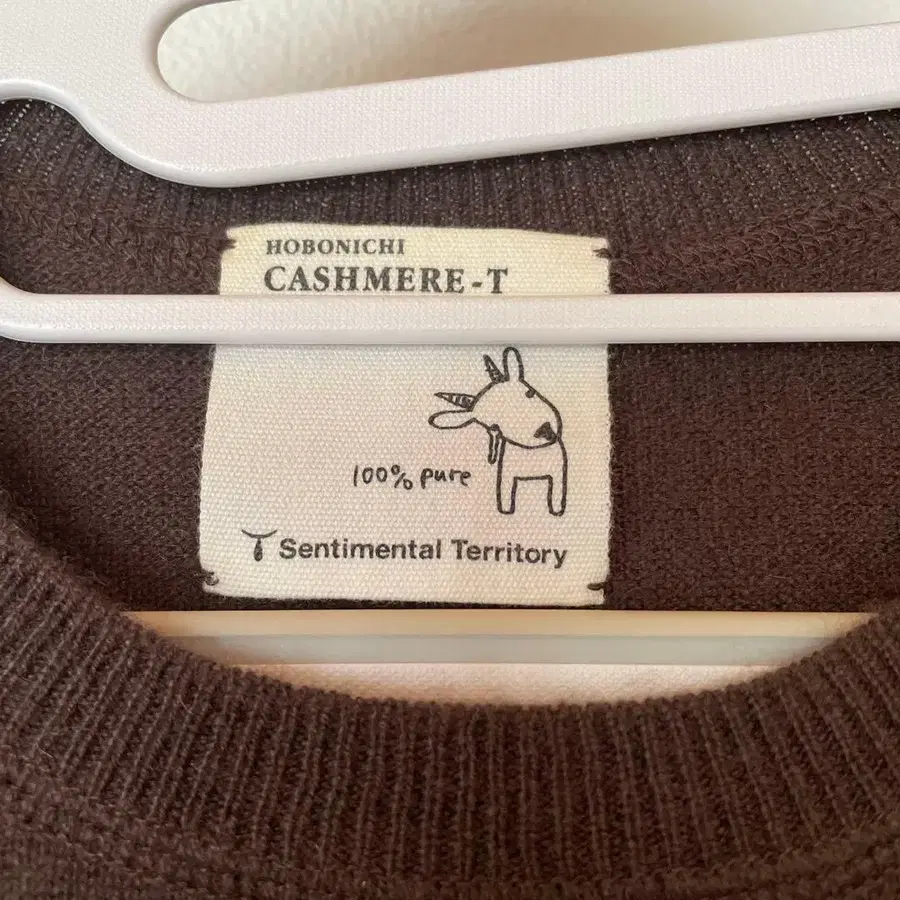 HOBONICHI
CASHMERE-T
100% pure
Sentimental Territory